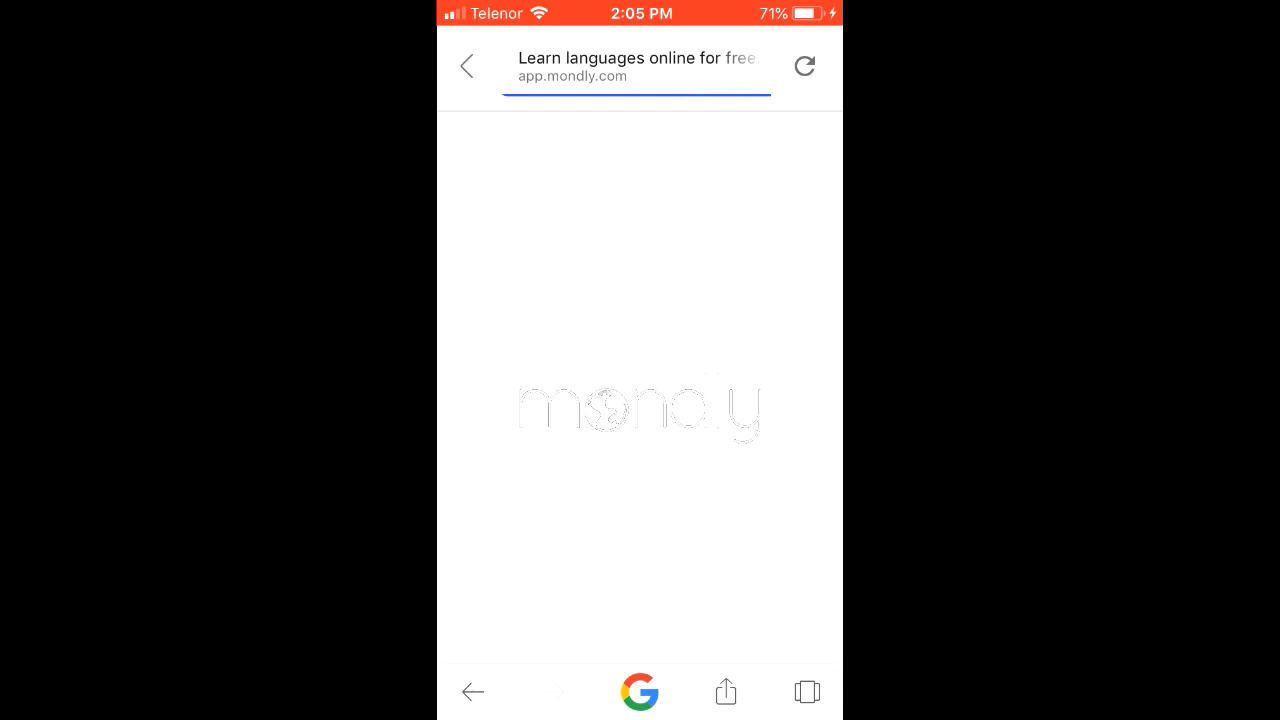 Telenor 2:05 PM 71%
Learn languages online for free.
app.mondly.com
mondly